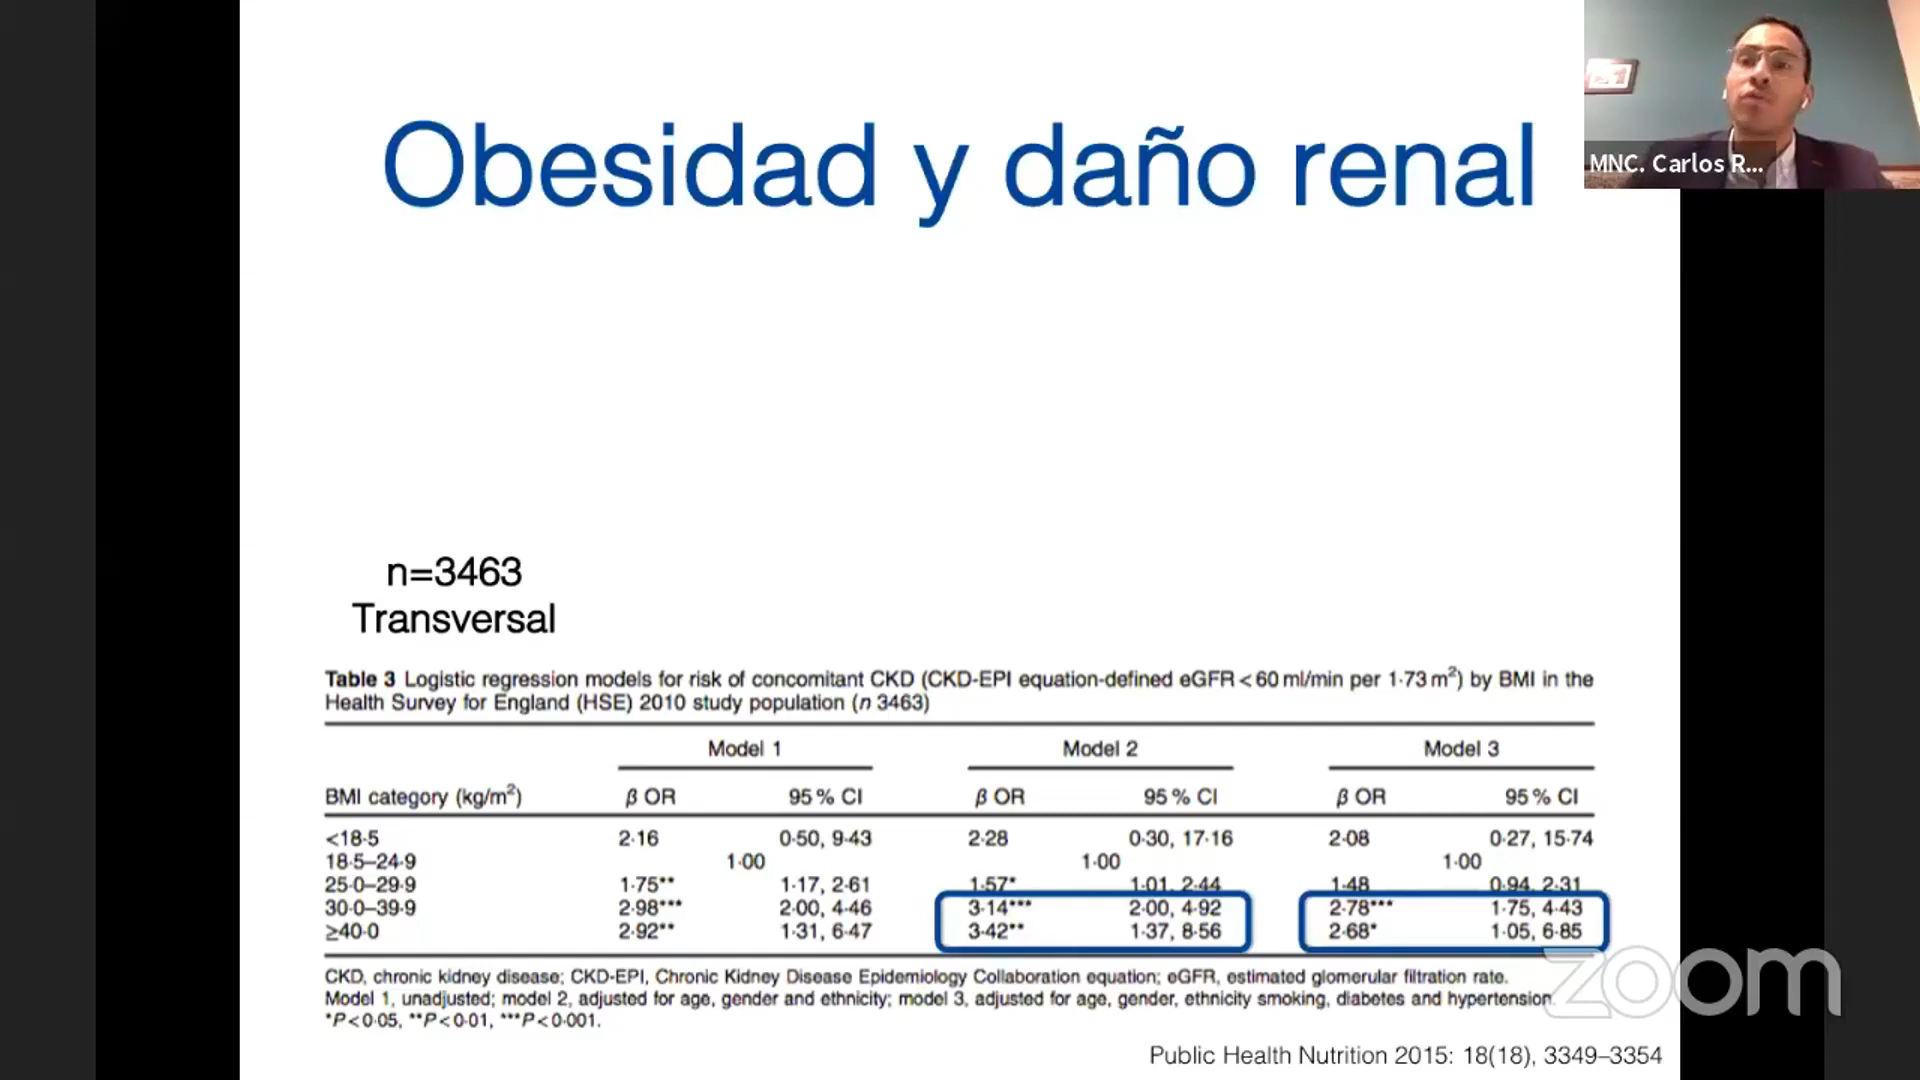 Obesidad y daño renal
MNC. Carlos R...
n=3463
Transversal
Table 3 Logistic regression models for risk of concomitant CKD (CKD-EPI equation-defined eGFR < 60 ml/min per 1·73 m²) by BMI in the
Health Survey for England (HSE) 2010 study population (n 3463)
Model 1 Model 2 Model 3
BMI category (kg/m²) β OR 95 % CI β OR 95 % CI β OR 95 % CI
<18·5 2·16 0·50, 9·43 2·28 0·30, 17·16 2·08 0·27, 15·74
18·5–24·9 1·00 1·00 1·00
25·0–29·9 1·75** 1·17, 2·61 1·57* 1·01, 2·44 1·48 0·94, 2·31
30·0–39·9 2·98*** 2·00, 4·46 3·14*** 2·00, 4·92 2·78*** 1·75, 4·43
≥40·0 2·92** 1·31, 6·47 3·42** 1·37, 8·56 2·68* 1·05, 6·85
CKD, chronic kidney disease; CKD-EPI, Chronic Kidney Disease Epidemiology Collaboration equation; eGFR, estimated glomerular filtration rate.
Model 1, unadjusted; model 2, adjusted for age, gender and ethnicity; model 3, adjusted for age, gender, ethnicity smoking, diabetes and hypertension.
*P < 0·05, **P < 0·01, ***P < 0·001.
zoom
Public Health Nutrition 2015: 18(18), 3349–3354